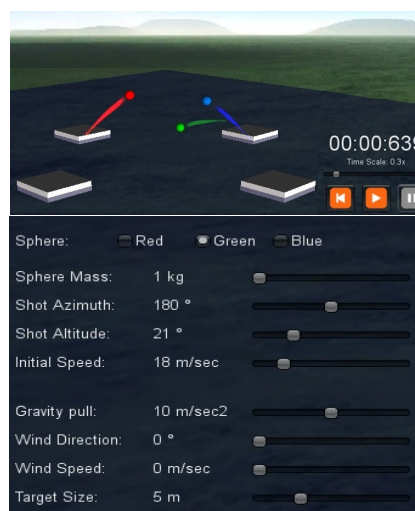 00:00:639
Time Scale: 0.3x
Sphere: Red Green Blue
Sphere Mass: 1 kg
Shot Azimuth: 180 °
Shot Altitude: 21 °
Initial Speed: 18 m/sec
Gravity pull: 10 m/sec2
Wind Direction: 0 °
Wind Speed: 0 m/sec
Target Size: 5 m